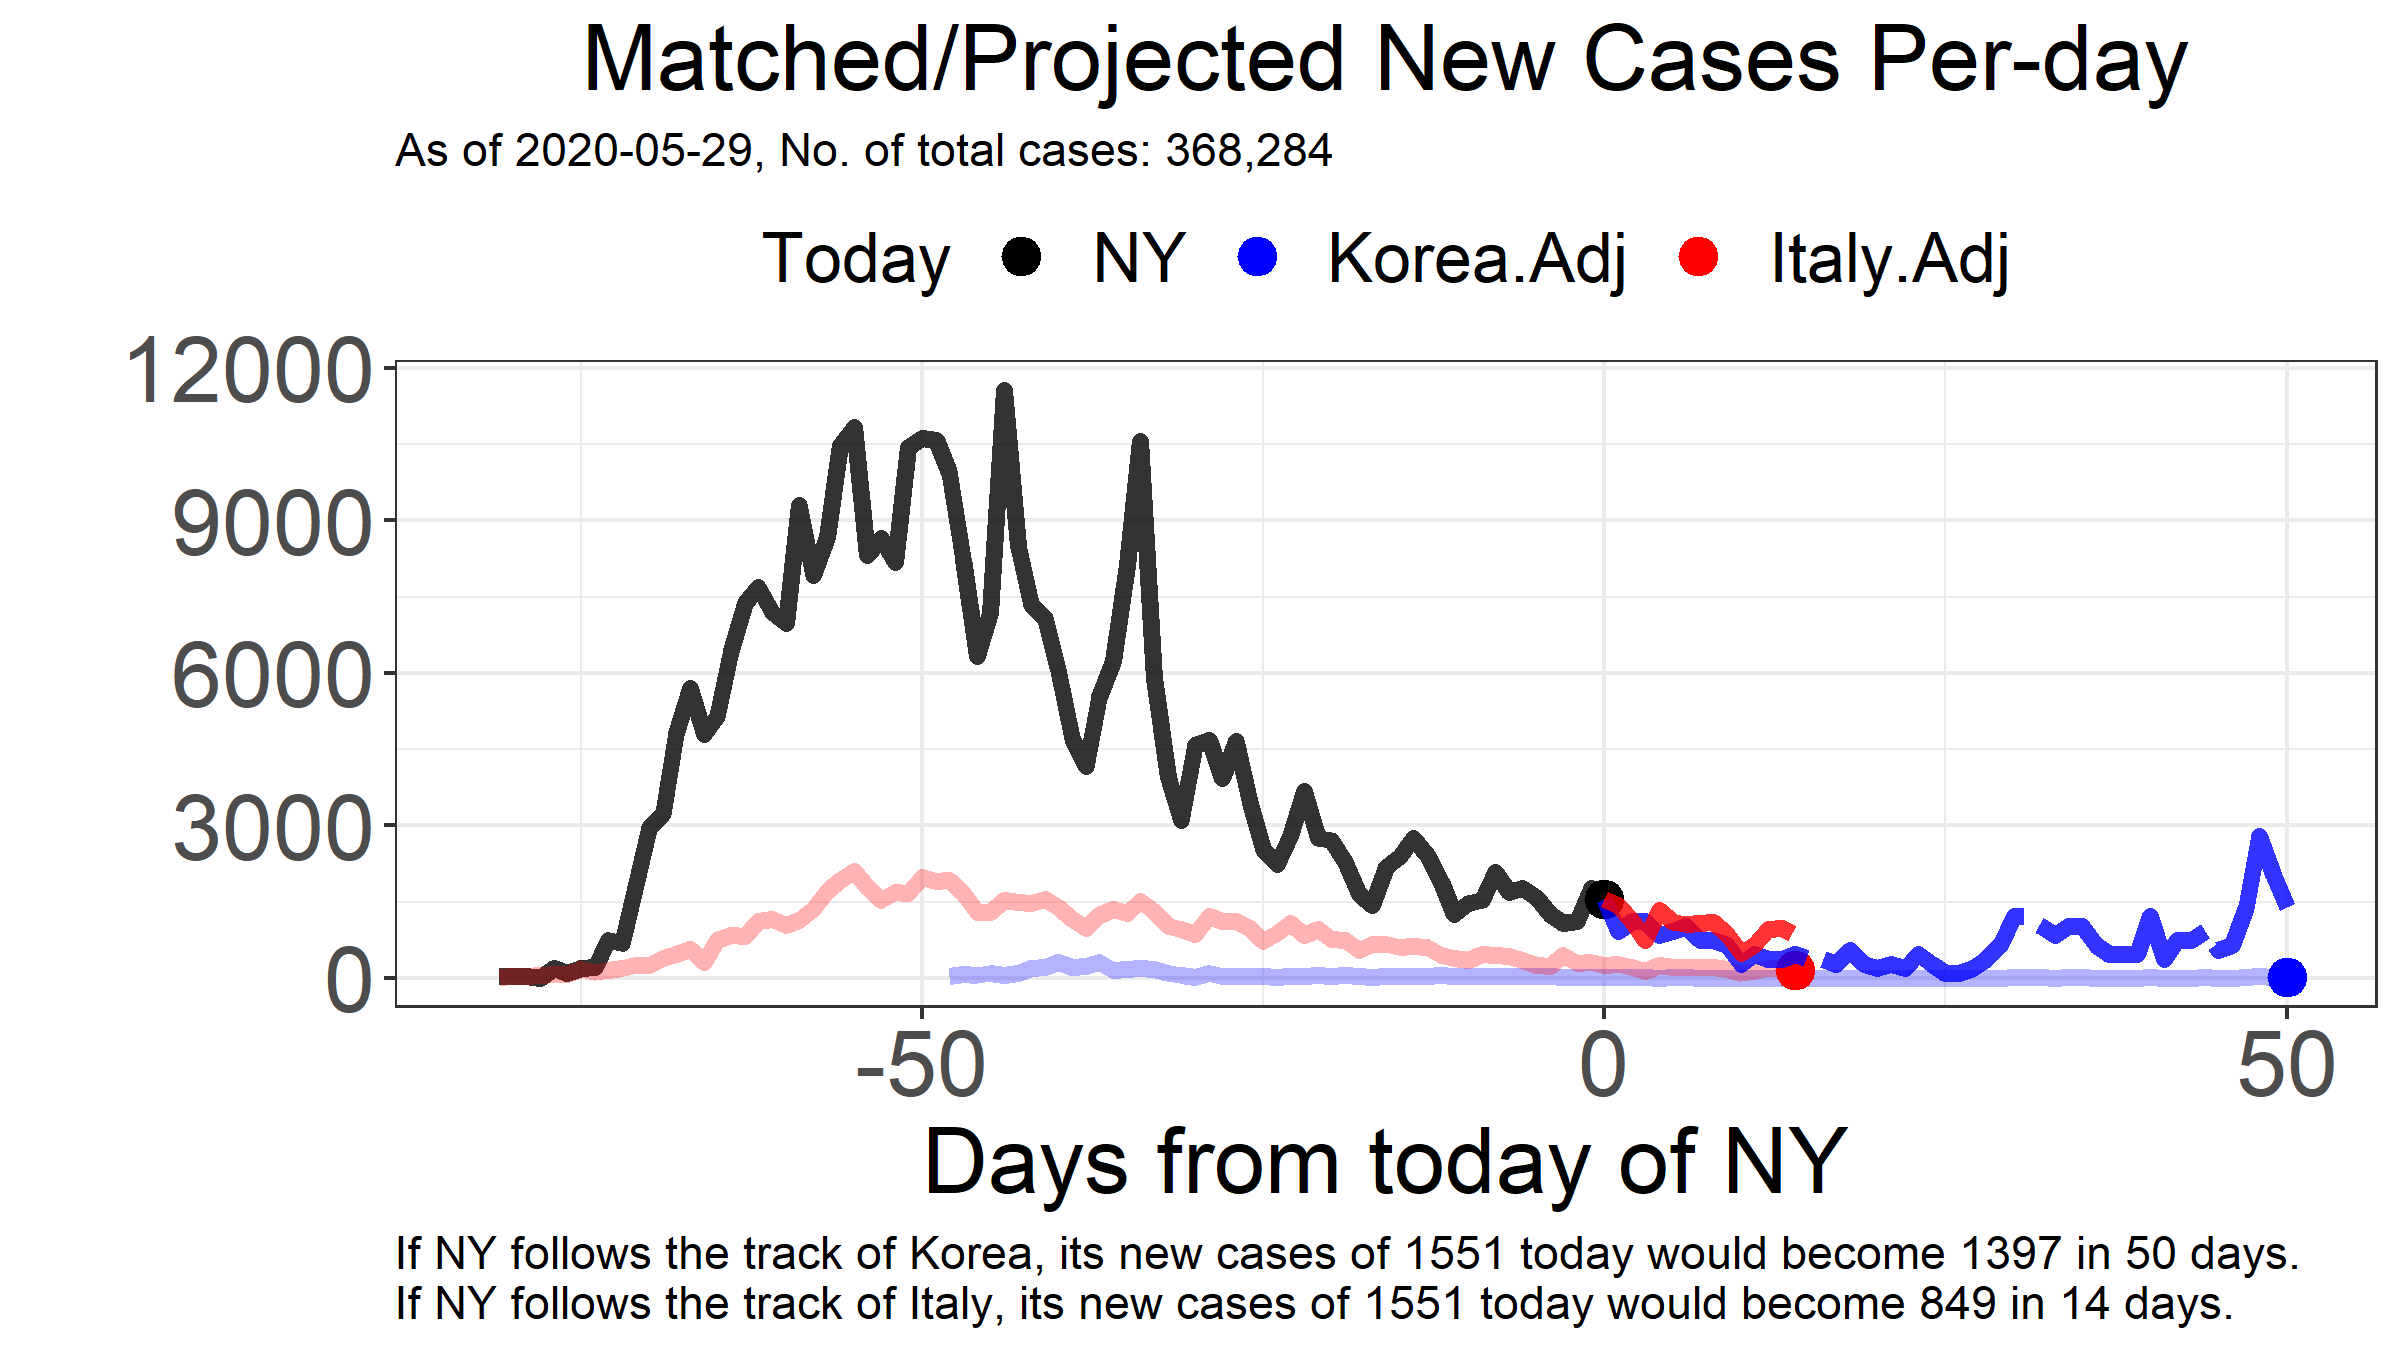 Matched/Projected New Cases Per-day
As of 2020-05-29, No. of total cases: 368,284
Today NY Korea.Adj Italy.Adj
12000
9000
6000
3000
0
-50 0 50
Days from today of NY
If NY follows the track of Korea, its new cases of 1551 today would become 1397 in 50 days.
If NY follows the track of Italy, its new cases of 1551 today would become 849 in 14 days.